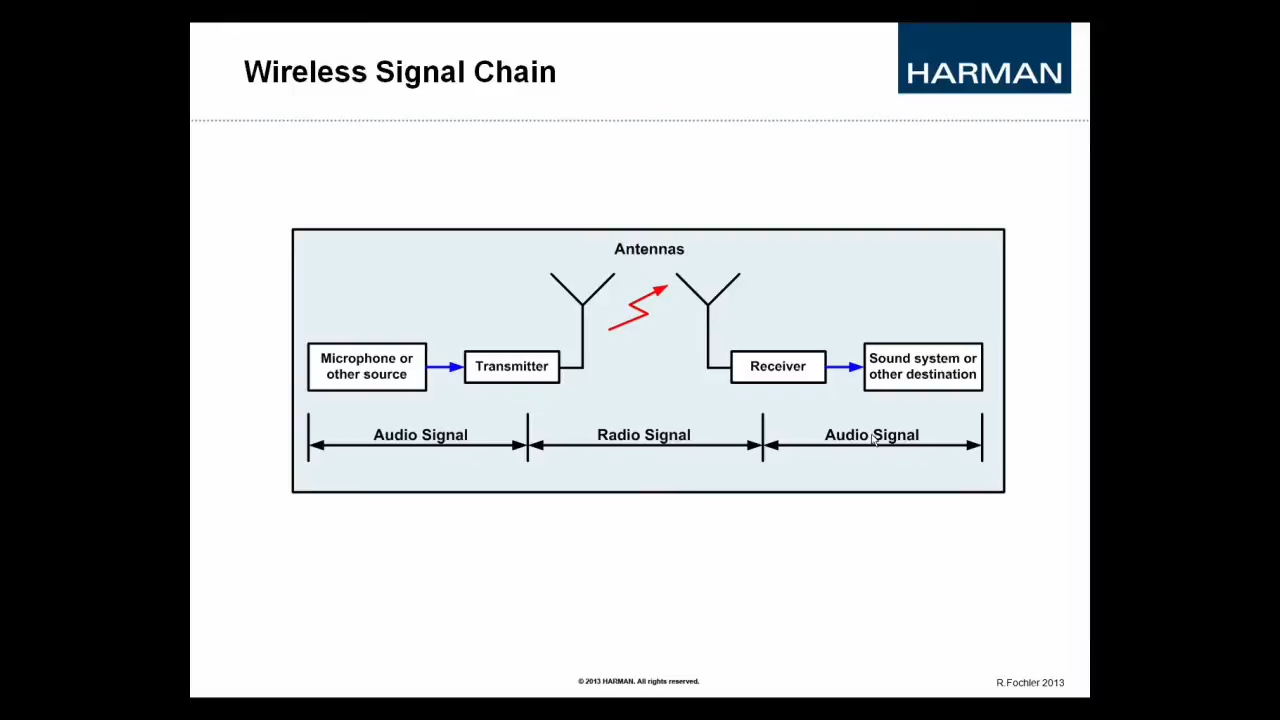 Wireless Signal Chain
HARMAN
Antennas
Microphone or
other source
Transmitter
Receiver
Sound system or
other destination
Audio Signal
Radio Signal
Audio Signal
© 2013 HARMAN. All rights reserved.
R.Fochler 2013